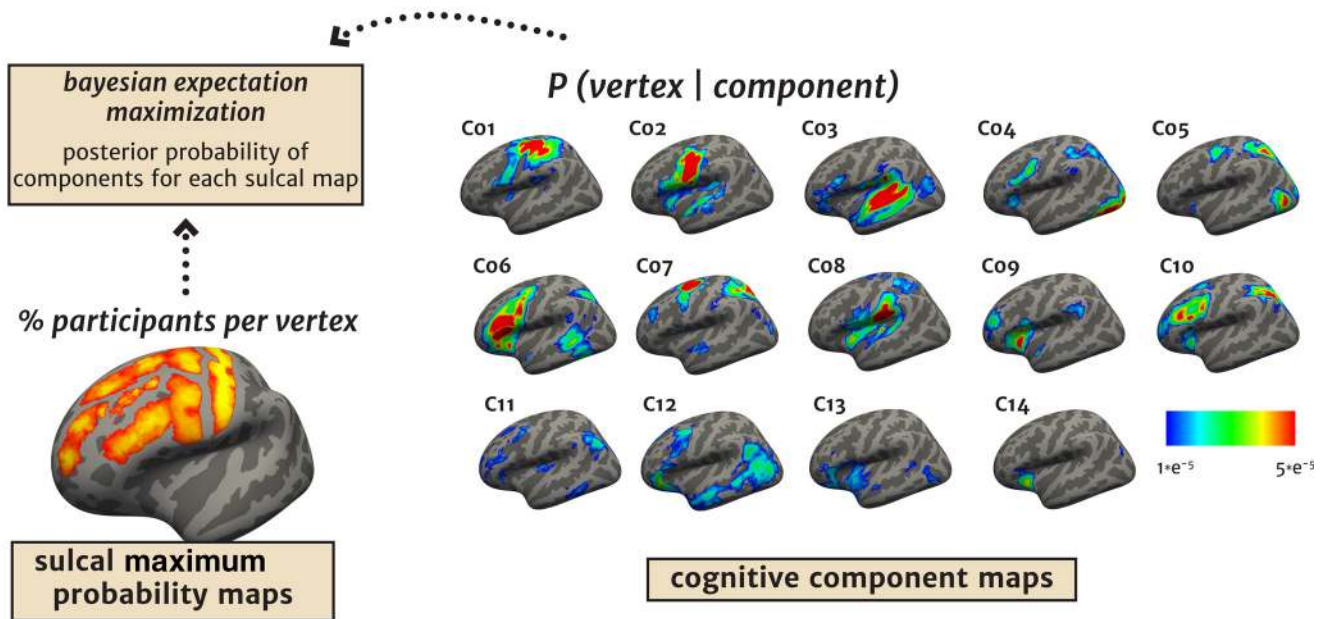 bayesian expectation
maximization
posterior probability of
components for each sulcal map
% participants per vertex
sulcal maximum
probability maps
P (vertex | component)
C01 C02 C03 C04 C05
C06 C07 C08 C09 C10
C11 C12 C13 C14
1*e⁻⁵ 5*e⁻⁵
cognitive component maps